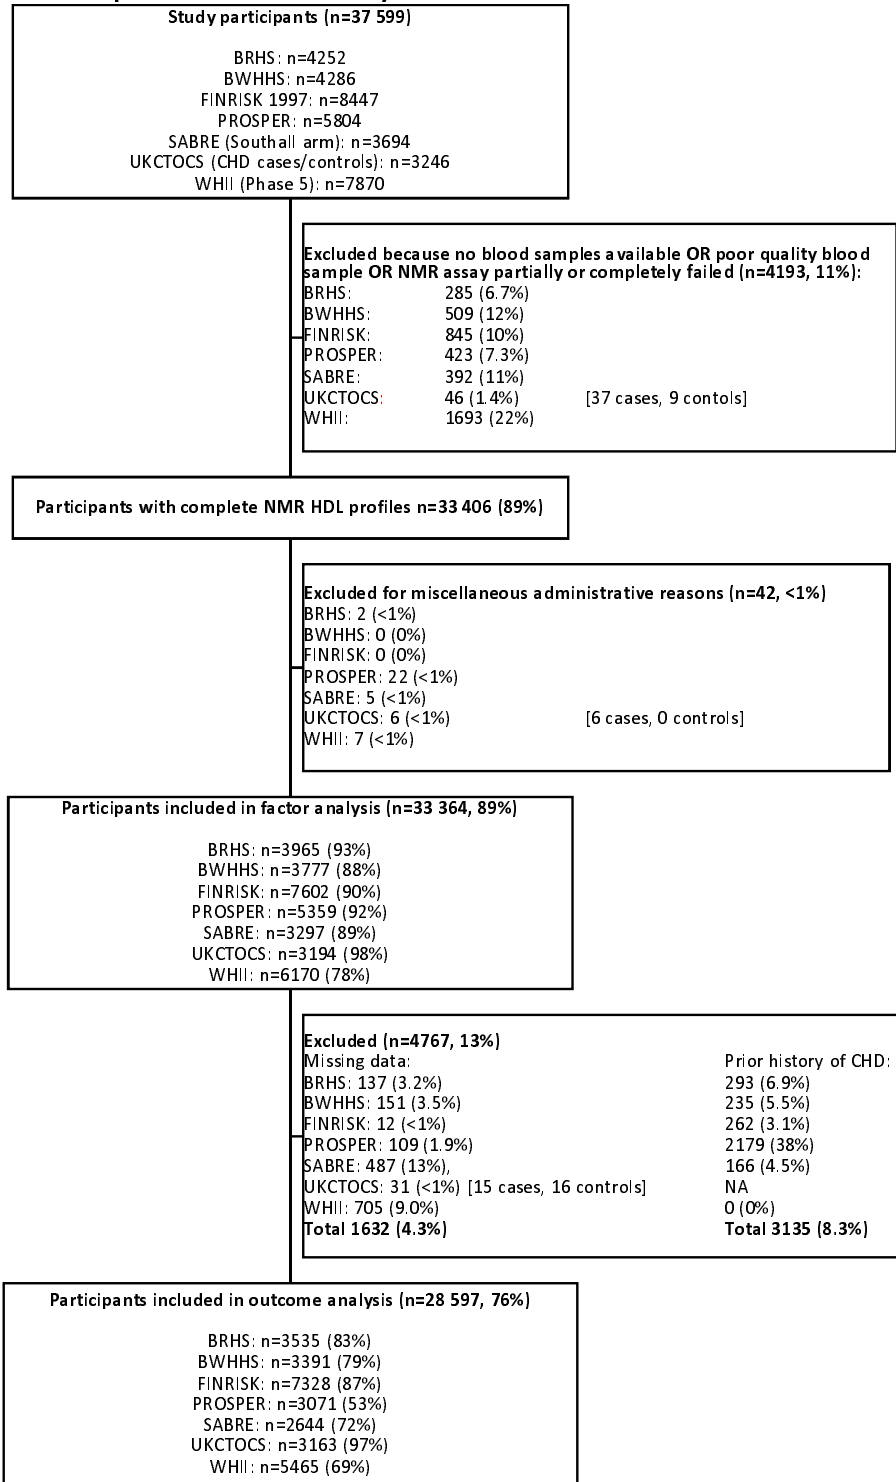 Study participants (n=37 599)
BRHS: n=4252
BWHHS: n=4286
FINRISK 1997: n=8447
PROSPER: n=5804
SABRE (Southall arm): n=3694
UKCTOCS (CHD cases/controls): n=3246
WHII (Phase 5): n=7870
Excluded because no blood samples available OR poor quality blood
sample OR NMR assay partially or completely failed (n=4193, 11%):
BRHS: 285 (6.7%)
BWHHS: 509 (12%)
FINRISK: 845 (10%)
PROSPER: 423 (7.3%)
SABRE: 392 (11%)
UKCTOCS: 46 (1.4%) [37 cases, 9 contols]
WHII: 1693 (22%)
Participants with complete NMR HDL profiles n=33 406 (89%)
Excluded for miscellaneous administrative reasons (n=42, <1%)
BRHS: 2 (<1%)
BWHHS: 0 (0%)
FINRISK: 0 (0%)
PROSPER: 22 (<1%)
SABRE: 5 (<1%)
UKCTOCS: 6 (<1%) [6 cases, 0 controls]
WHII: 7 (<1%)
Participants included in factor analysis (n=33 364, 89%)
BRHS: n=3965 (93%)
BWHHS: n=3777 (88%)
FINRISK: n=7602 (90%)
PROSPER: n=5359 (92%)
SABRE: n=3297 (89%)
UKCTOCS: n=3194 (98%)
WHII: n=6170 (78%)
Excluded (n=4767, 13%)
Missing data: Prior history of CHD:
BRHS: 137 (3.2%) 293 (6.9%)
BWHHS: 151 (3.5%) 235 (5.5%)
FINRISK: 12 (<1%) 262 (3.1%)
PROSPER: 109 (1.9%) 2179 (38%)
SABRE: 487 (13%), 166 (4.5%)
UKCTOCS: 31 (<1%) [15 cases, 16 controls] NA
WHII: 705 (9.0%) 0 (0%)
Total 1632 (4.3%) Total 3135 (8.3%)
Participants included in outcome analysis (n=28 597, 76%)
BRHS: n=3535 (83%)
BWHHS: n=3391 (79%)
FINRISK: n=7328 (87%)
PROSPER: n=3071 (53%)
SABRE: n=2644 (72%)
UKCTOCS: n=3163 (97%)
WHII: n=5465 (69%)